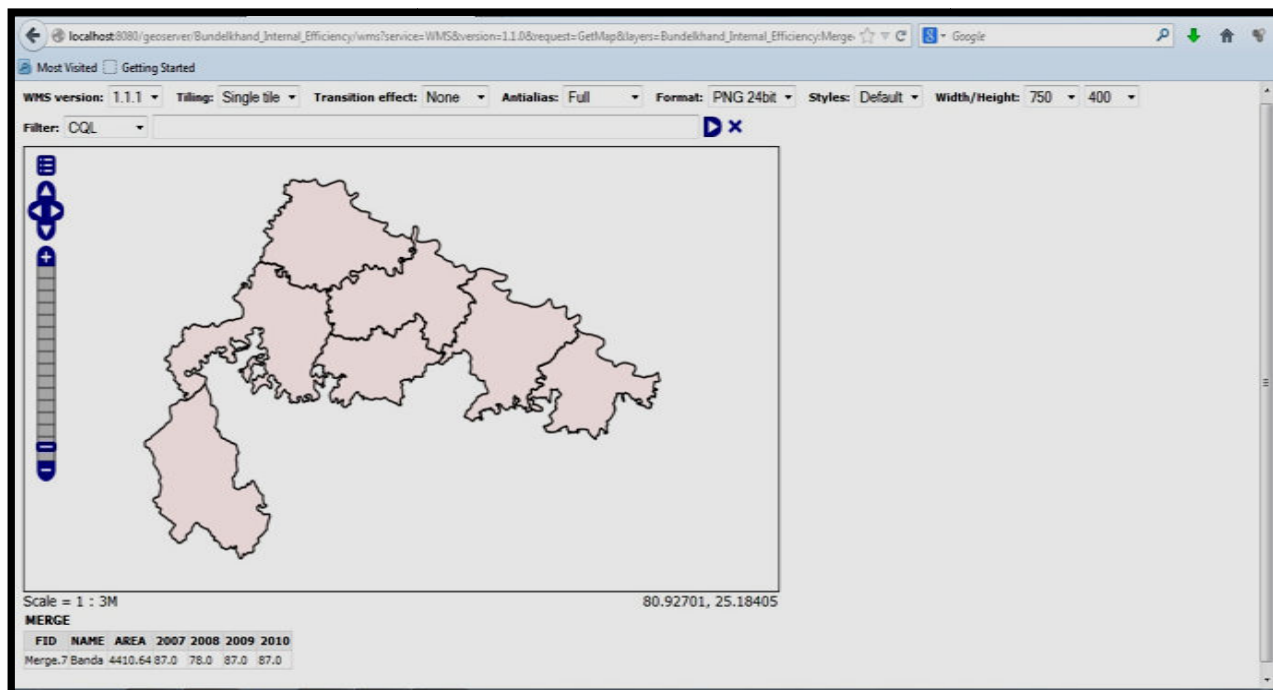 localhost:8080/geoserver/Bundelkhand_Internal_Efficiency/wms?service=WMS&version=1.1.0&request=GetMap&layers=Bundelkhand_Internal_Efficiency:Merge Google
Most Visited Getting Started
WMS version: 1.1.1 Tiling: Single tile Transition effect: None Antialias: Full Format: PNG 24bit Styles: Default Width/Height: 750 400
Filter: CQL
Scale = 1 : 3M 80.92701, 25.18405
MERGE
FID NAME AREA 2007 2008 2009 2010
Merge.7 Banda 4410.64 87.0 78.0 87.0 87.0